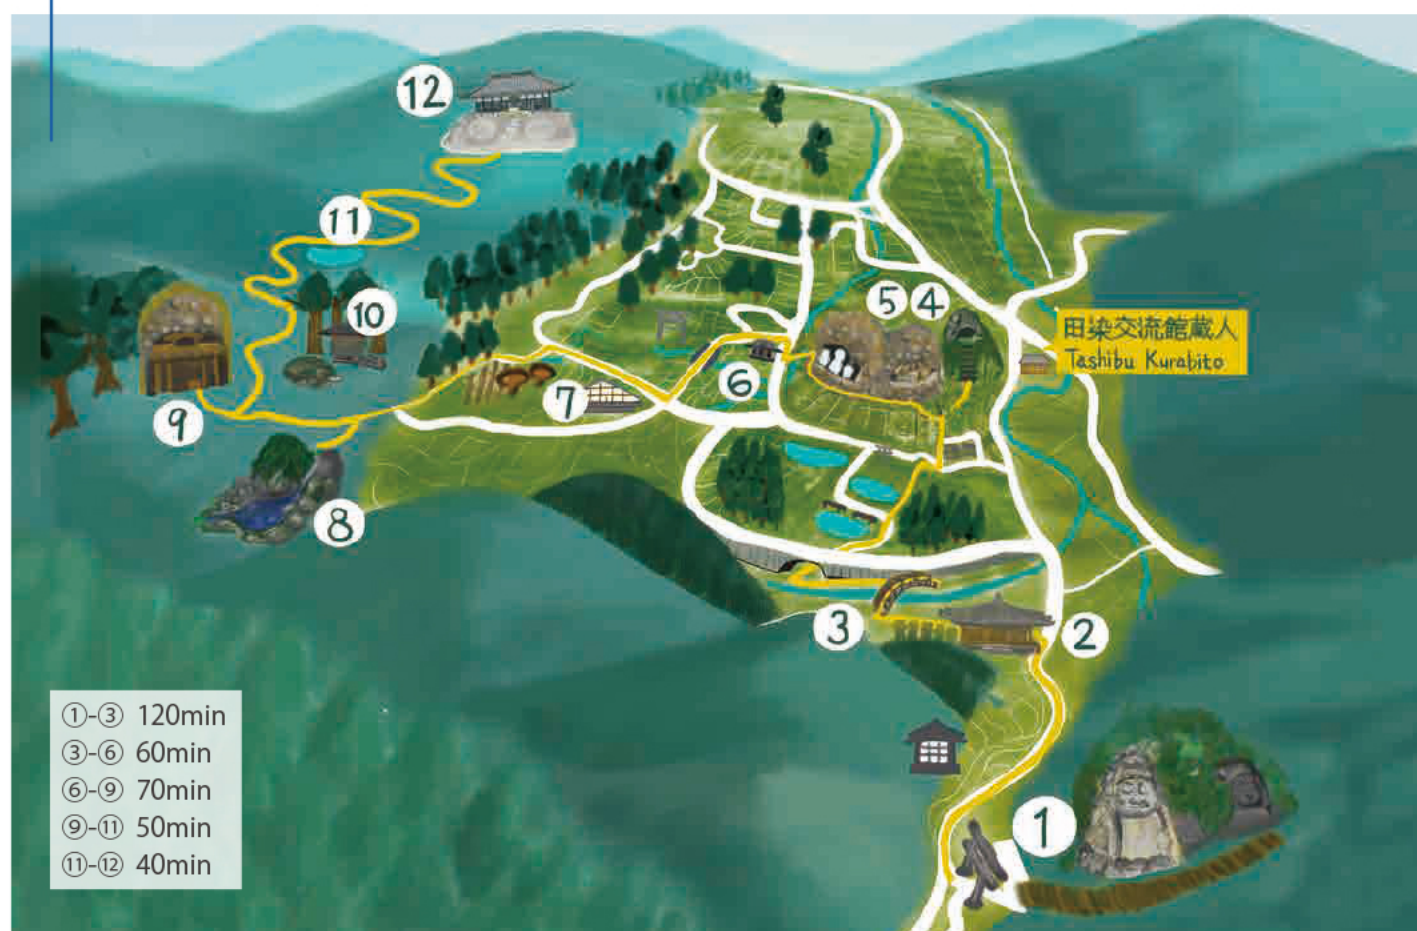 12
11
10
5 4
田染交流館蔵人
Tashibu Kurabito
6
7
9
8
3
2
1
①-③ 120min
③-⑥ 60min
⑥-⑨ 70min
⑨-⑪ 50min
⑪-⑫ 40min